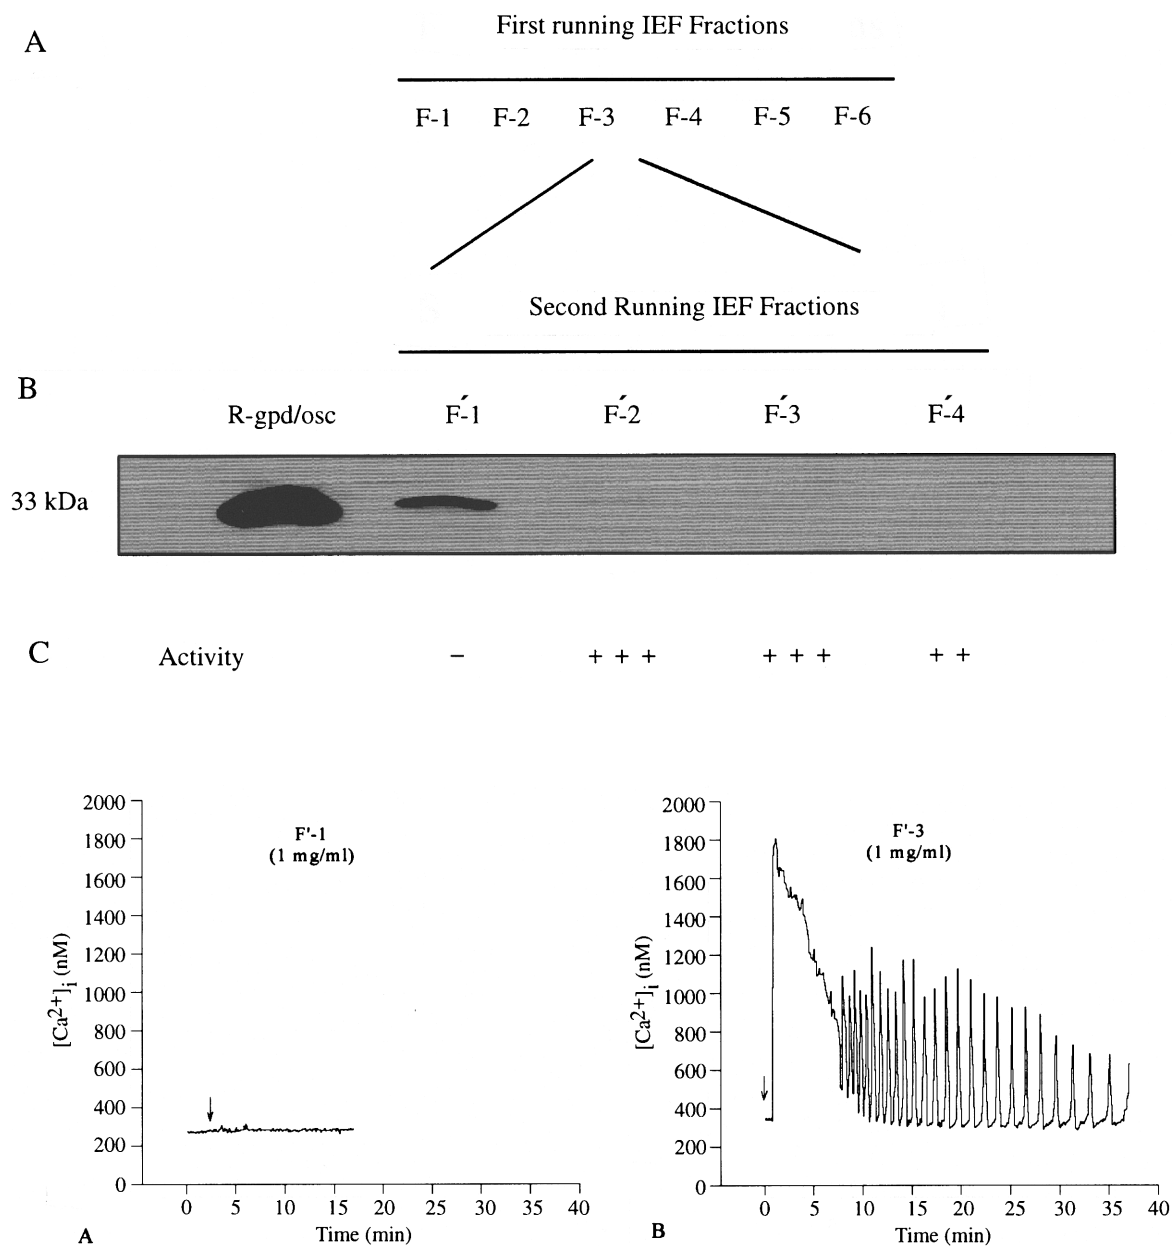 A
First running IEF Fractions
F-1 F-2 F-3 F-4 F-5 F-6
Second Running IEF Fractions
B
R-gpd/osc F́-1 F́-2 F́-3 F́-4
33 kDa
C
Activity − + + + + + + + +
2000
1800
1600
1400
1200
1000
800
600
400
200
0
[Ca2+]i (nM)
F'-1
(1 mg/ml)
0 5 10 15 20 25 30 35 40
Time (min)
A
2000
1800
1600
1400
1200
1000
800
600
400
200
0
[Ca2+]i (nM)
F'-3
(1 mg/ml)
0 5 10 15 20 25 30 35 40
Time (min)
B